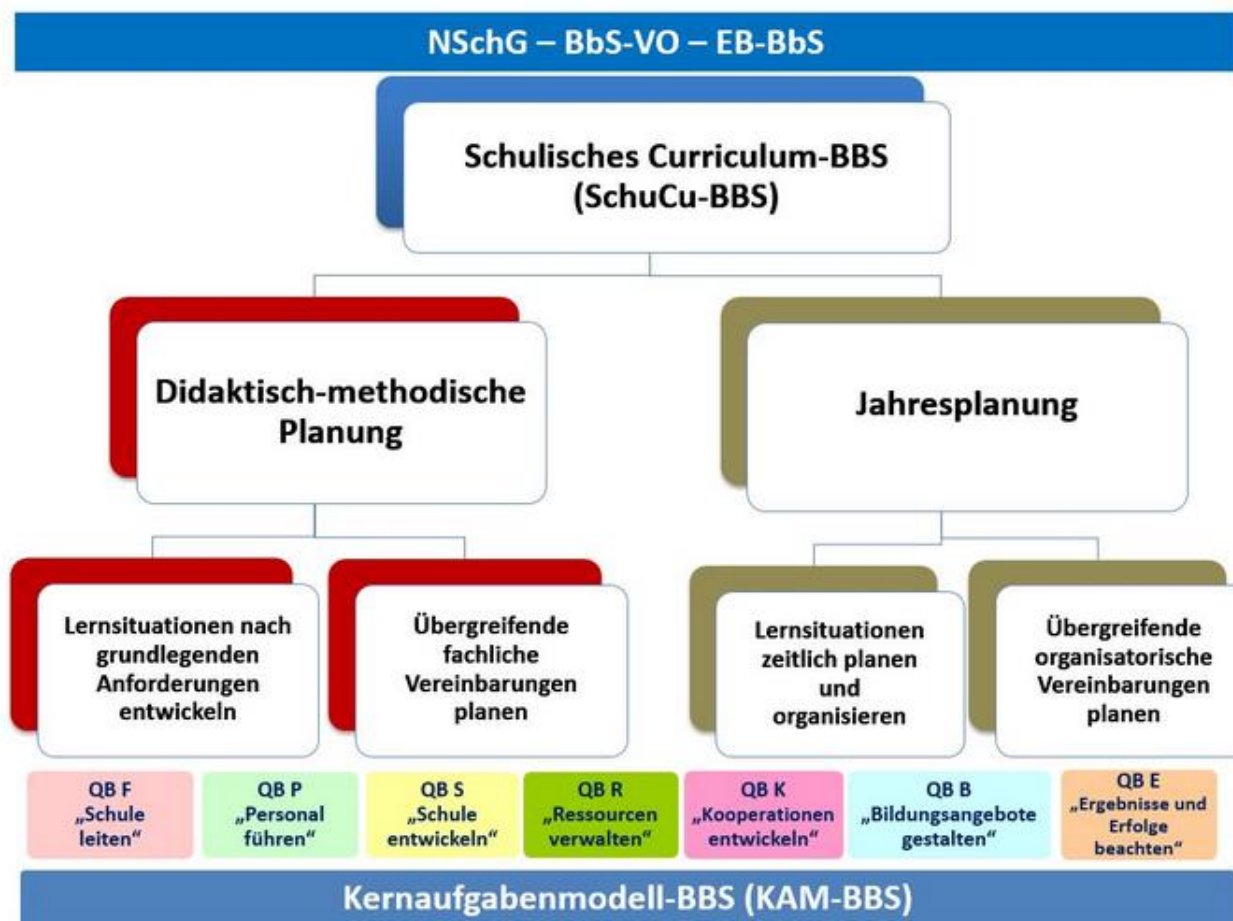 NSchG – BbS-VO – EB-BbS
Schulisches Curriculum-BBS
(SchuCu-BBS)
Didaktisch-methodische
Planung
Jahresplanung
Lernsituationen nach
grundlegenden
Anforderungen
entwickeln
Übergreifende
fachliche
Vereinbarungen
planen
Lernsituationen
zeitlich planen
und
organisieren
Übergreifende
organisatorische
Vereinbarungen
planen
QB F
„Schule
leiten“
QB P
„Personal
führen“
QB S
„Schule
entwickeln“
QB R
„Ressourcen
verwalten“
QB K
„Kooperationen
entwickeln“
QB B
„Bildungsangebote
gestalten“
QB E
„Ergebnisse und
Erfolge
beachten“
Kernaufgabenmodell-BBS (KAM-BBS)